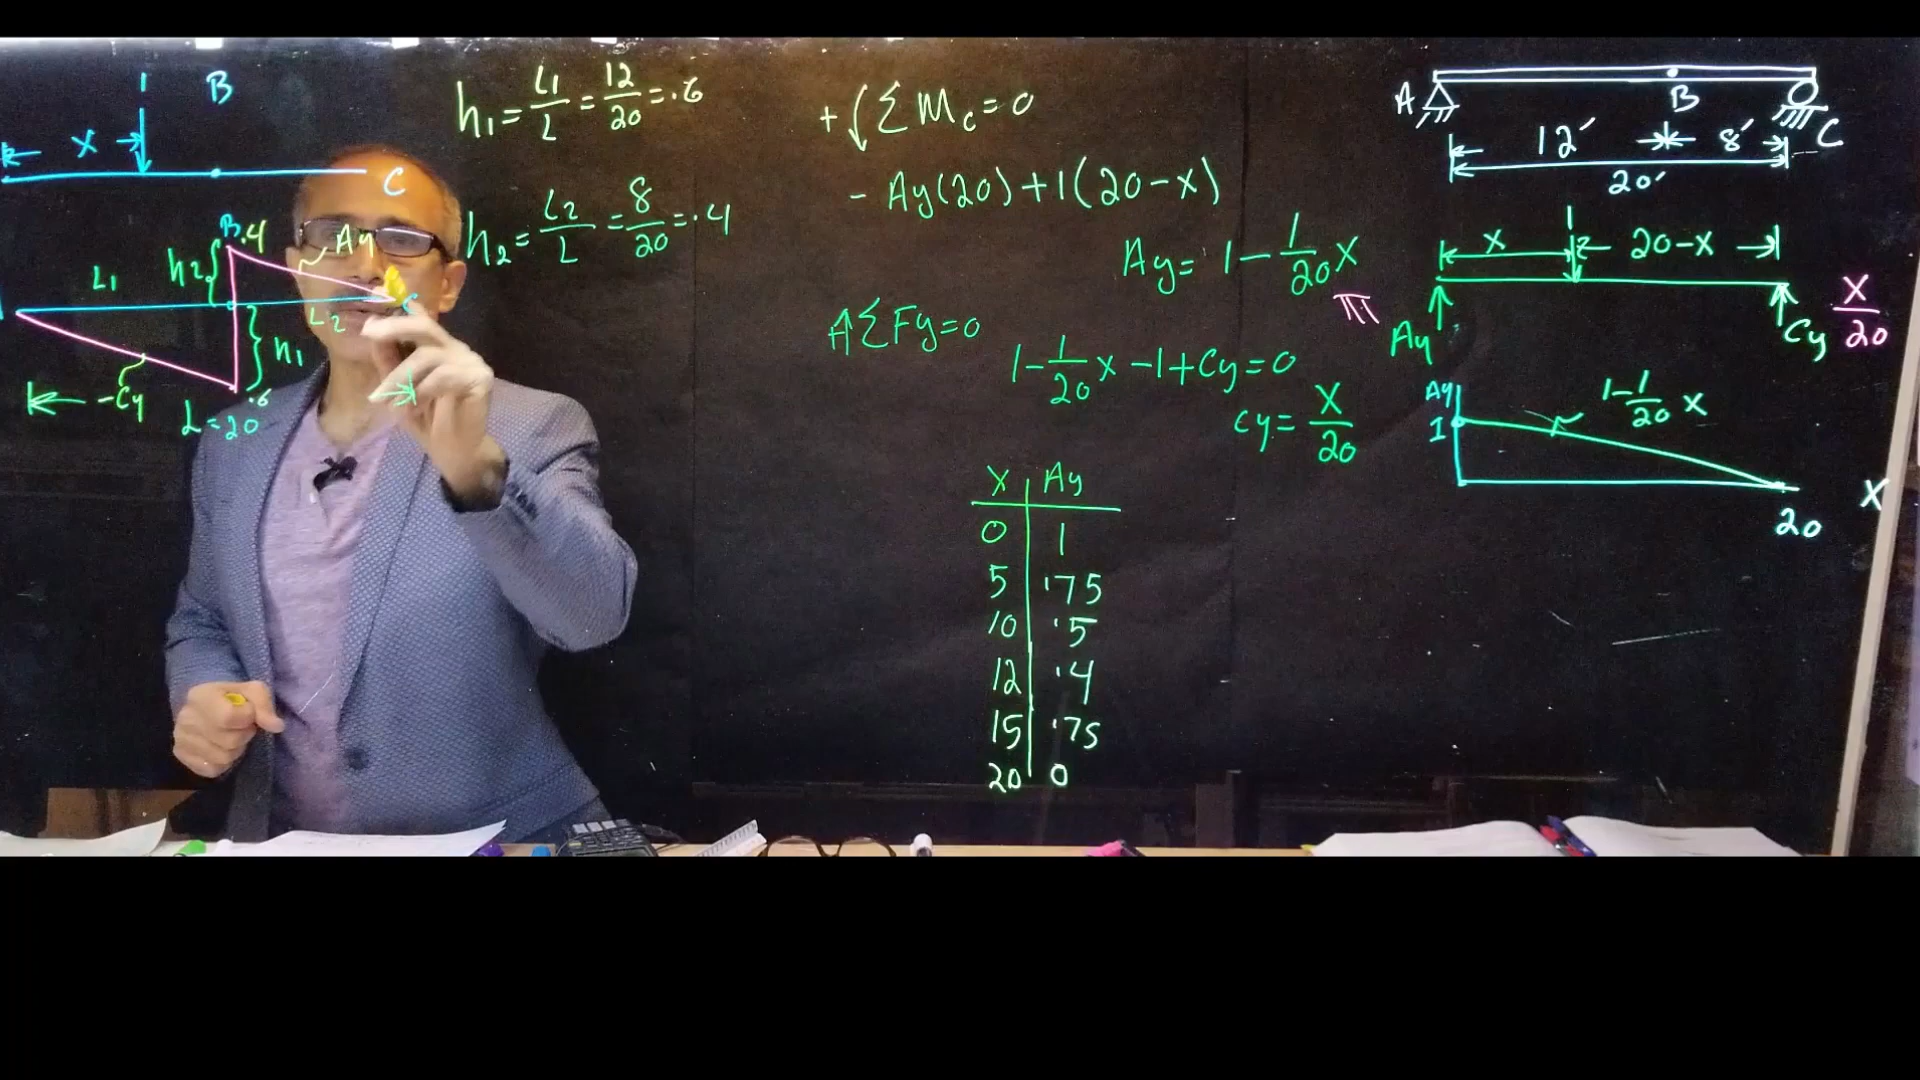 1
B
X
C
B .4
Ay
h2
L1
L2
h1
-Cy
.6
L=20
h1 = L1/L = 12/20 = .6
h2 = L2/L = 8/20 = .4
+ ΣMc=0
- Ay(20)+1(20-x)
Ay= 1- 1/20 x
ΣFy=0
1- 1/20 x -1+Cy=0
Cy= x/20
X | Ay
0 | 1
5 | .75
10 | .5
12 | .4
15 | .75
20 | 0
A
B
C
12' 8'
20'
1
x 20-x
Ay
Cy x/20
Ay
1
1- 1/20 x
X
20